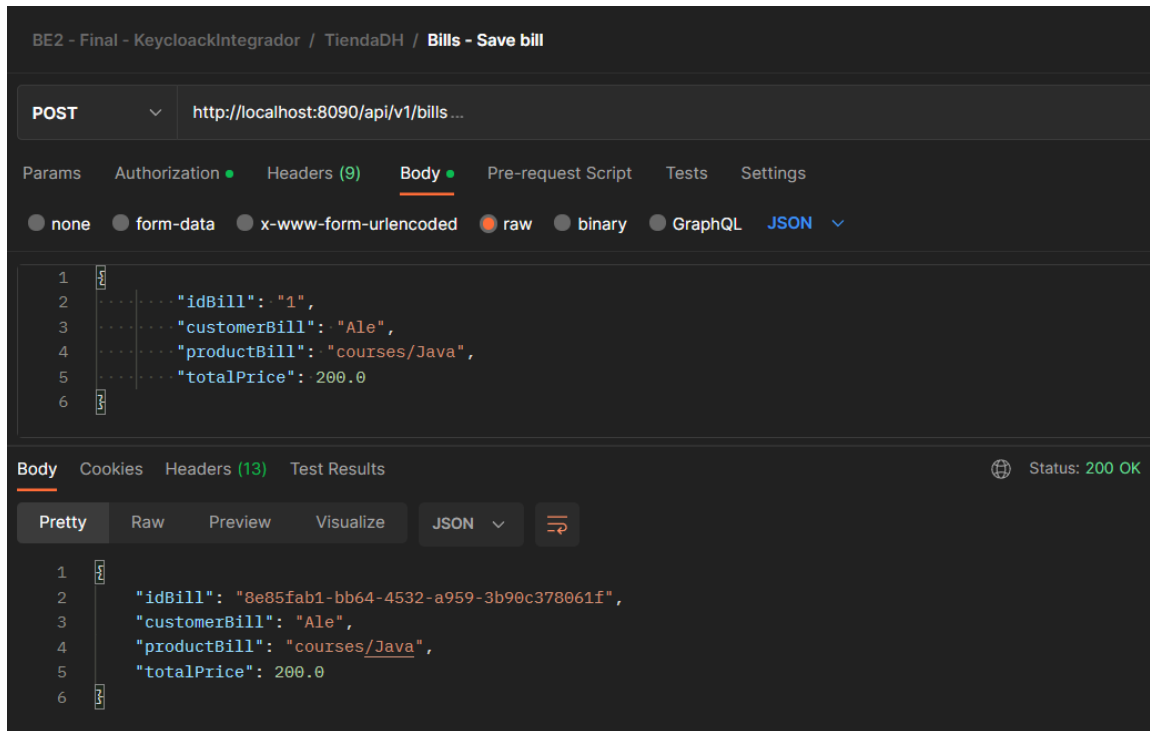 BE2 - Final - KeycloackIntegrador / TiendaDH / Bills - Save bill
POST http://localhost:8090/api/v1/bills...
Params Authorization Headers (9) Body Pre-request Script Tests Settings
none form-data x-www-form-urlencoded raw binary GraphQL JSON
1 {
2 "idBill": "1",
3 "customerBill": "Ale",
4 "productBill": "courses/Java",
5 "totalPrice": 200.0
6 }
Body Cookies Headers (13) Test Results Status: 200 OK
Pretty Raw Preview Visualize JSON
1 {
2 "idBill": "8e85fab1-bb64-4532-a959-3b90c378061f",
3 "customerBill": "Ale",
4 "productBill": "courses/Java",
5 "totalPrice": 200.0
6 }